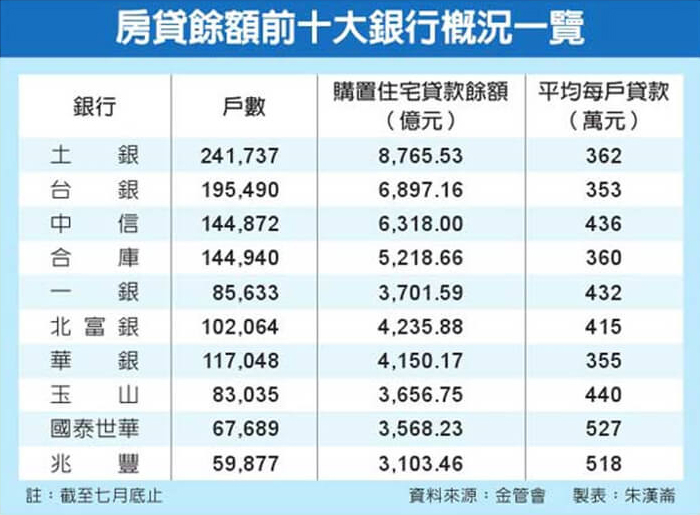 房貸餘額前十大銀行概況一覽
銀行 戶數 購置住宅貸款餘額（億元） 平均每戶貸款（萬元）
土銀 241,737 8,765.53 362
台銀 195,490 6,897.16 353
中信 144,872 6,318.00 436
合庫 144,940 5,218.66 360
一銀 85,633 3,701.59 432
北富銀 102,064 4,235.88 415
華銀 117,048 4,150.17 355
玉山 83,035 3,656.75 440
國泰世華 67,689 3,568.23 527
兆豐 59,877 3,103.46 518
註：截至七月底止 資料來源：金管會 製表：朱漢崙